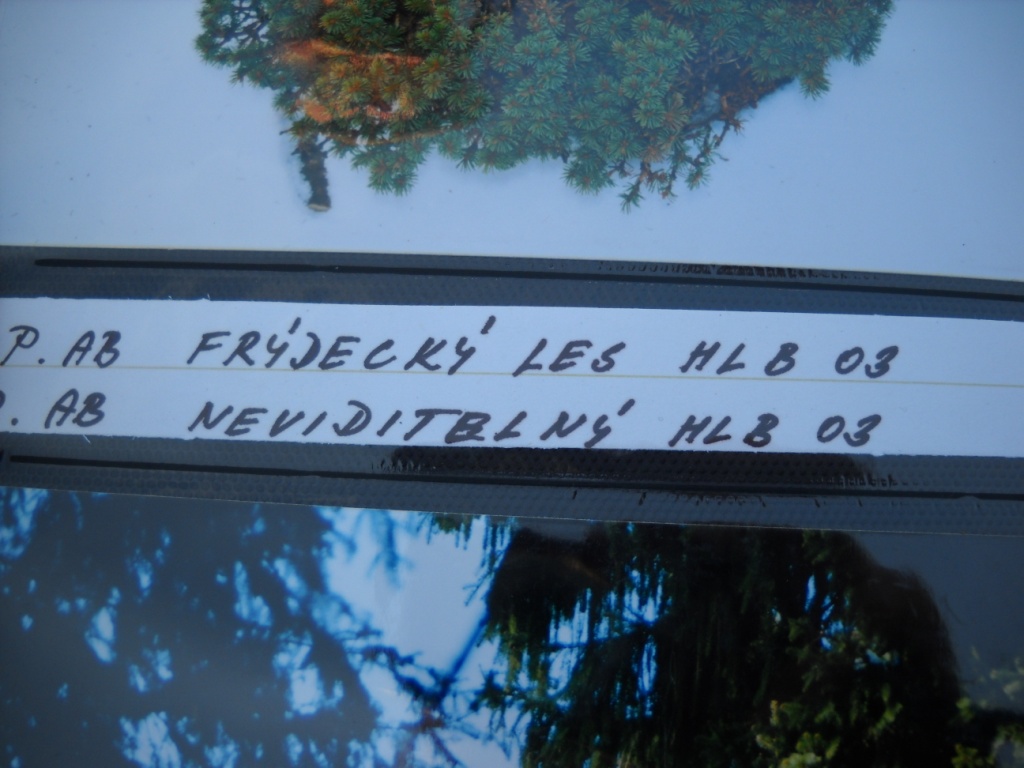 P. AB FRÝDECKÝ LES HLB 03
. AB NEVIDITELNÝ HLB 03